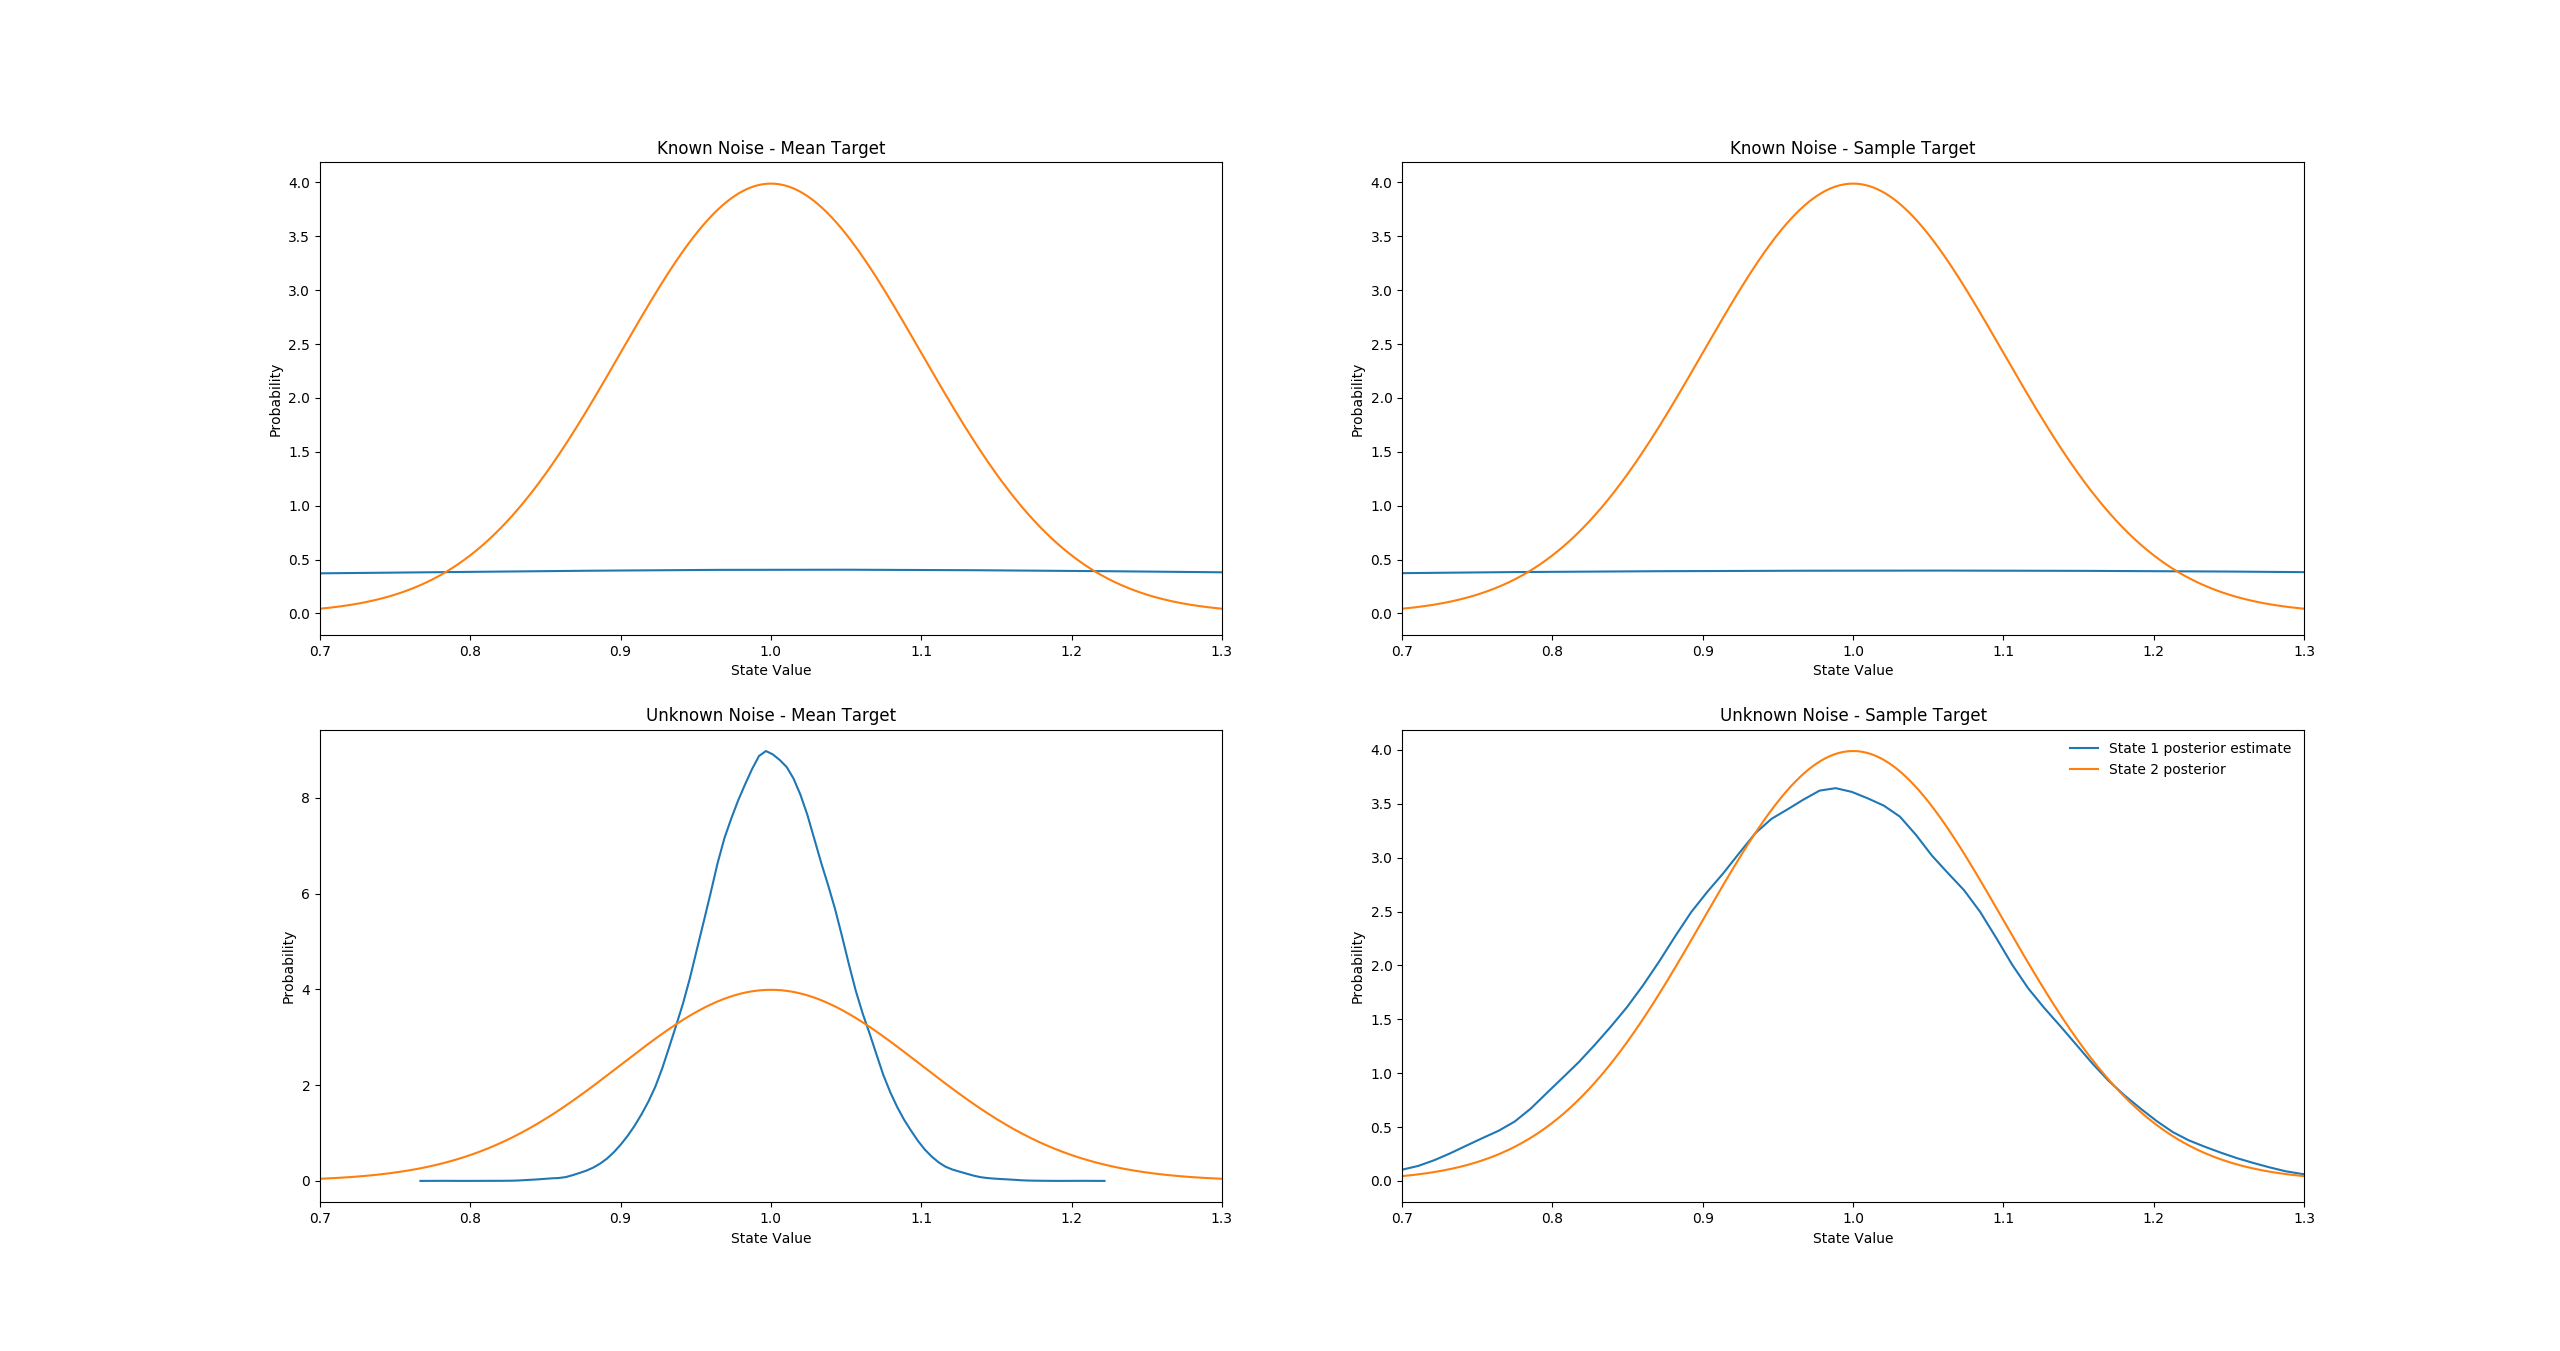 Known Noise - Mean Target
4.0
3.5
3.0
2.5
2.0
1.5
1.0
0.5
0.0
Probability
0.7 0.8 0.9 1.0 1.1 1.2 1.3
State Value
Known Noise - Sample Target
4.0
3.5
3.0
2.5
2.0
1.5
1.0
0.5
0.0
Probability
0.7 0.8 0.9 1.0 1.1 1.2 1.3
State Value
Unknown Noise - Mean Target
8
6
4
2
0
Probability
0.7 0.8 0.9 1.0 1.1 1.2 1.3
State Value
Unknown Noise - Sample Target
State 1 posterior estimate
State 2 posterior
4.0
3.5
3.0
2.5
2.0
1.5
1.0
0.5
0.0
Probability
0.7 0.8 0.9 1.0 1.1 1.2 1.3
State Value